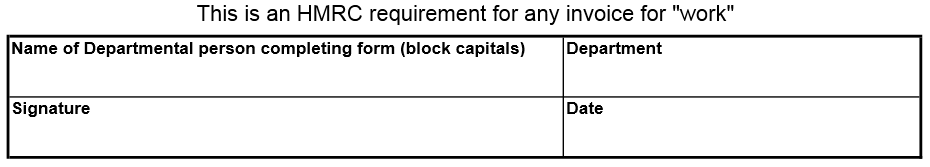 This is an HMRC requirement for any invoice for "work"
Name of Departmental person completing form (block capitals) Department
Signature Date